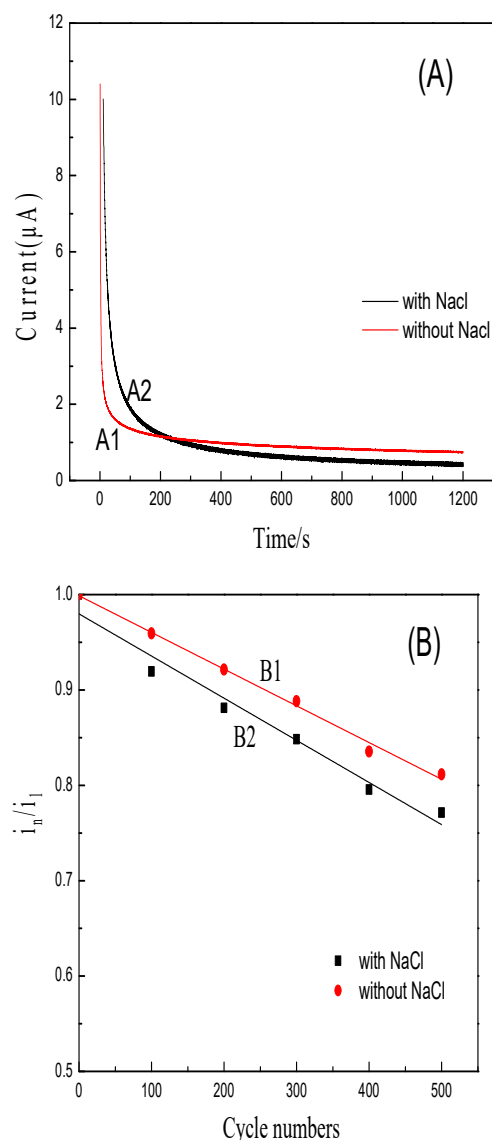 12
(A)
10
8
Current(μA)
6
with Nacl
without Nacl
4
A2
2
A1
0
0 200 400 600 800 1000 1200
Time/s
1.0
(B)
B1
0.9
B2
0.8
i_n/i_1
0.7
0.6
with NaCl
without NaCl
0.5
0 100 200 300 400 500
Cycle numbers